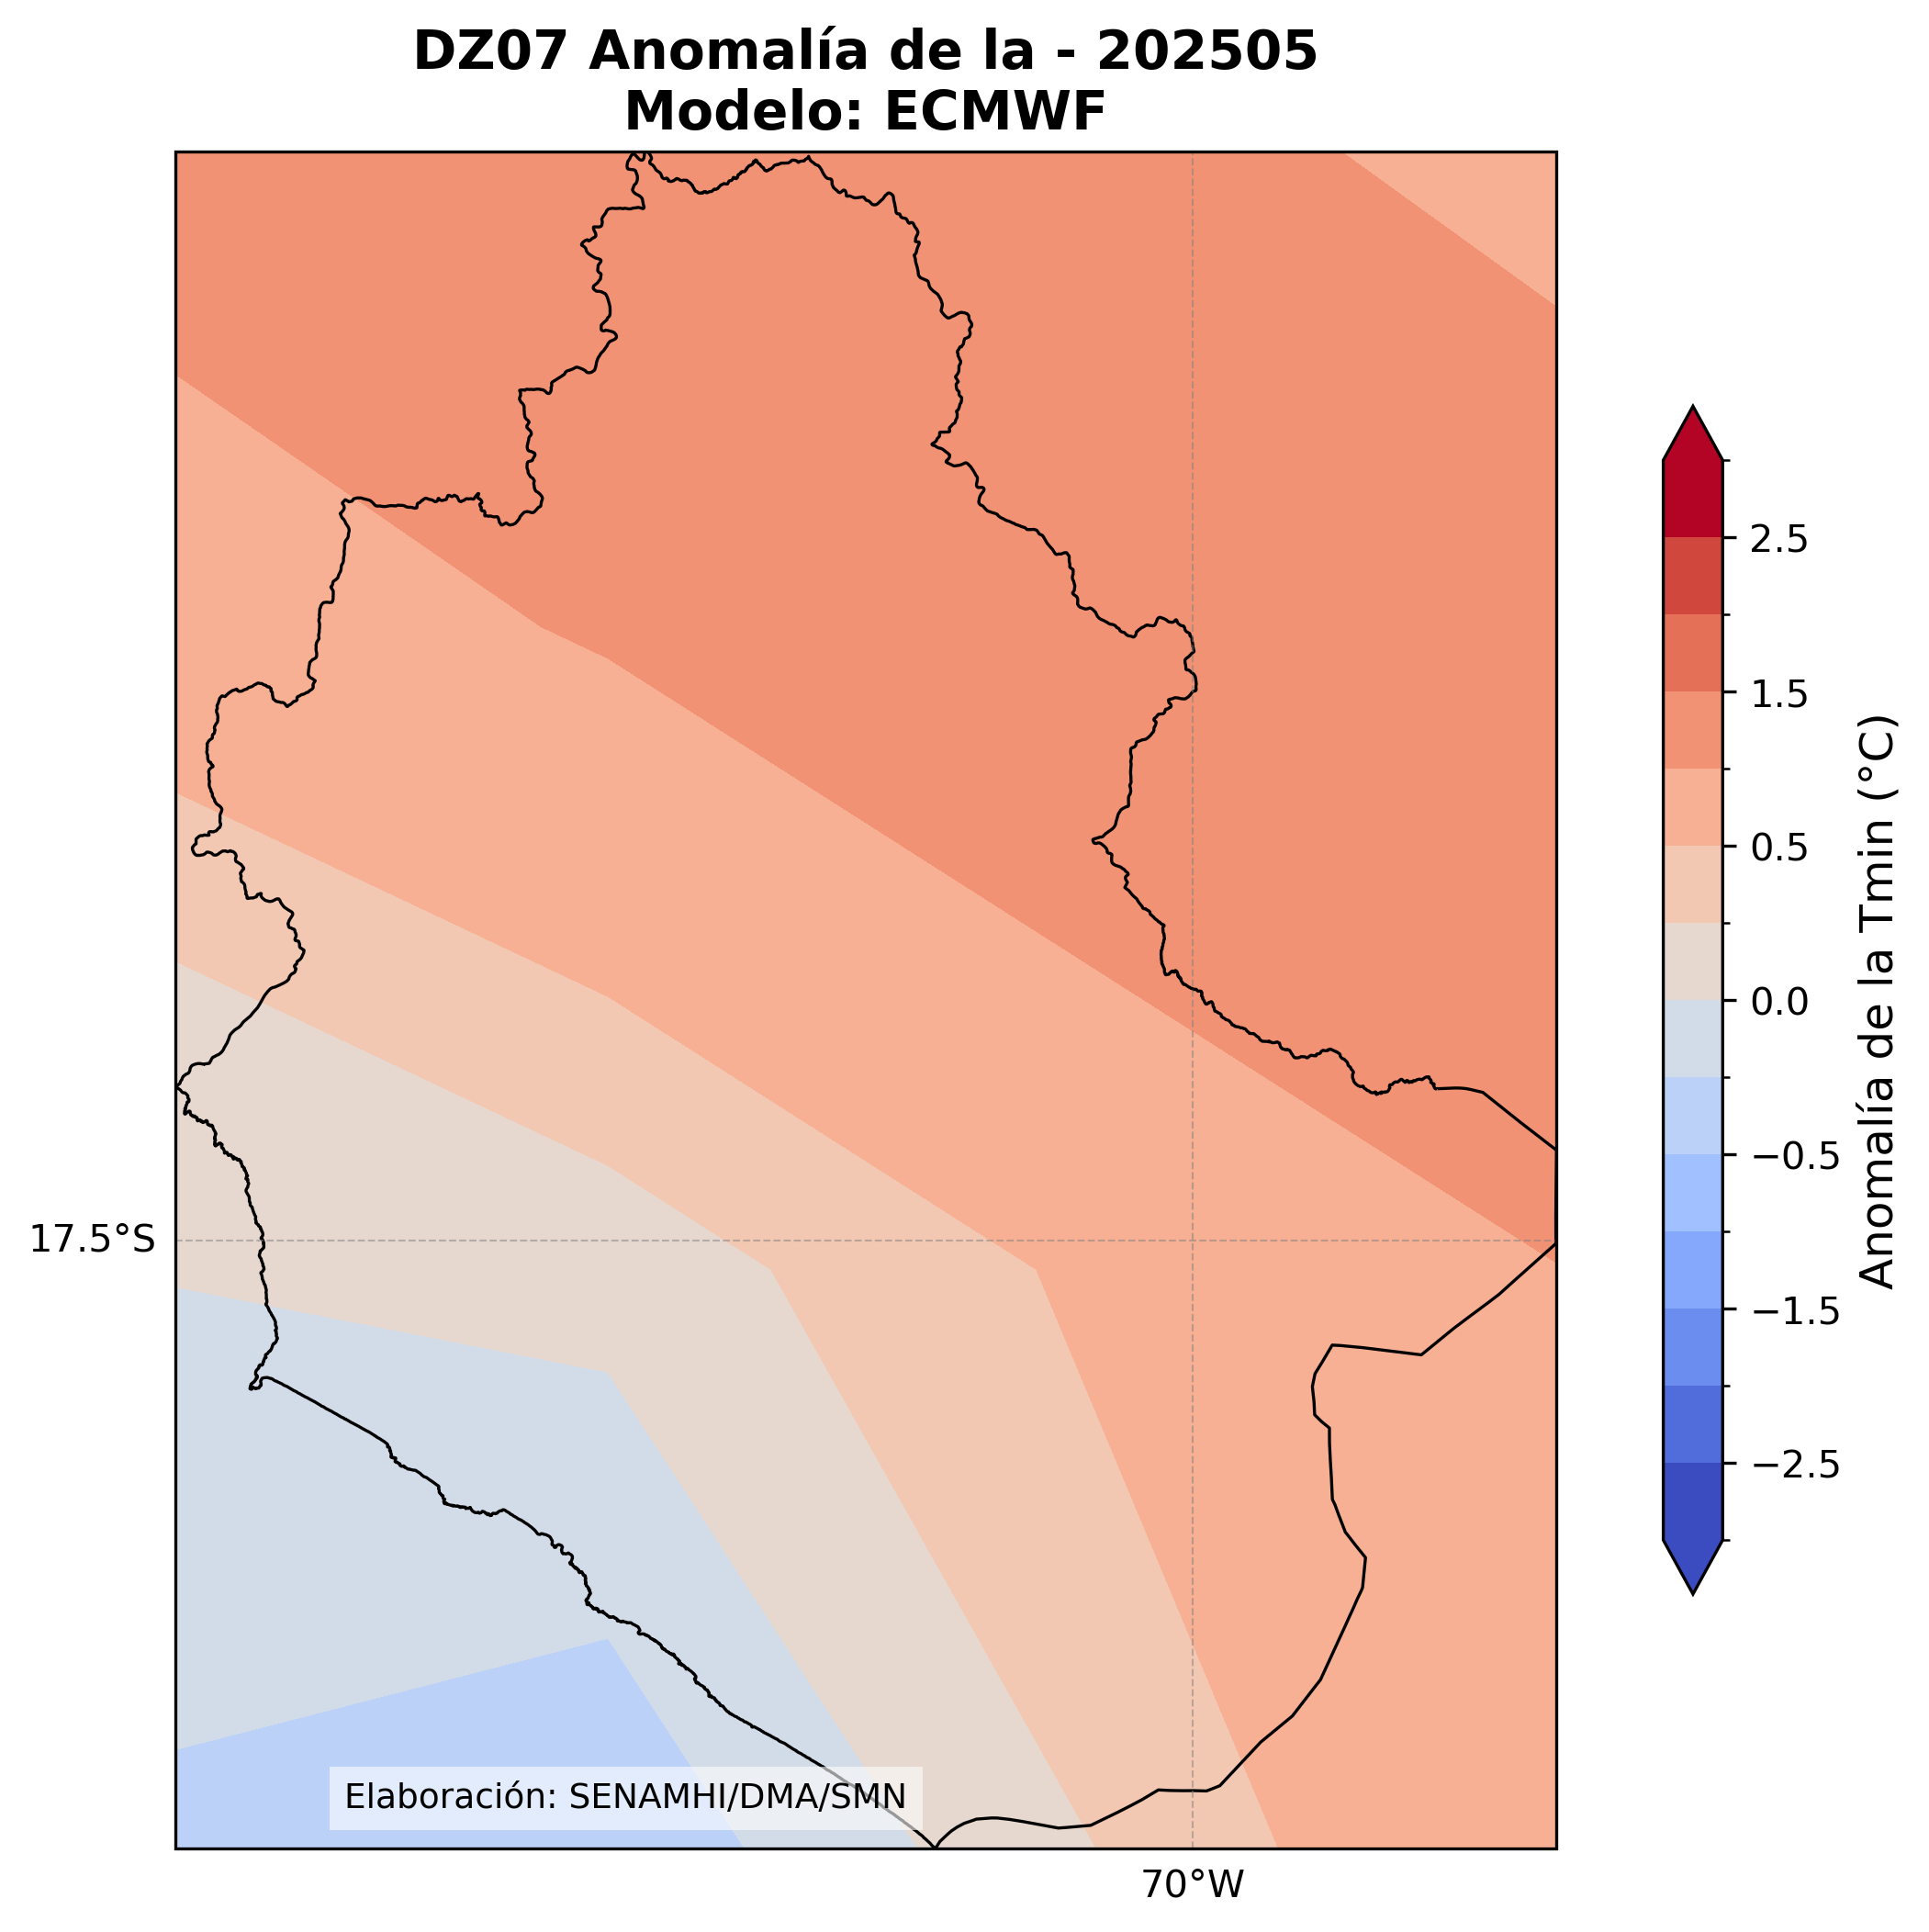 DZ07 Anomalía de la - 202505
Modelo: ECMWF
2.5
1.5
0.5
0.0
−0.5
−1.5
−2.5
Anomalía de la Tmin (°C)
17.5°S
Elaboración: SENAMHI/DMA/SMN
70°W